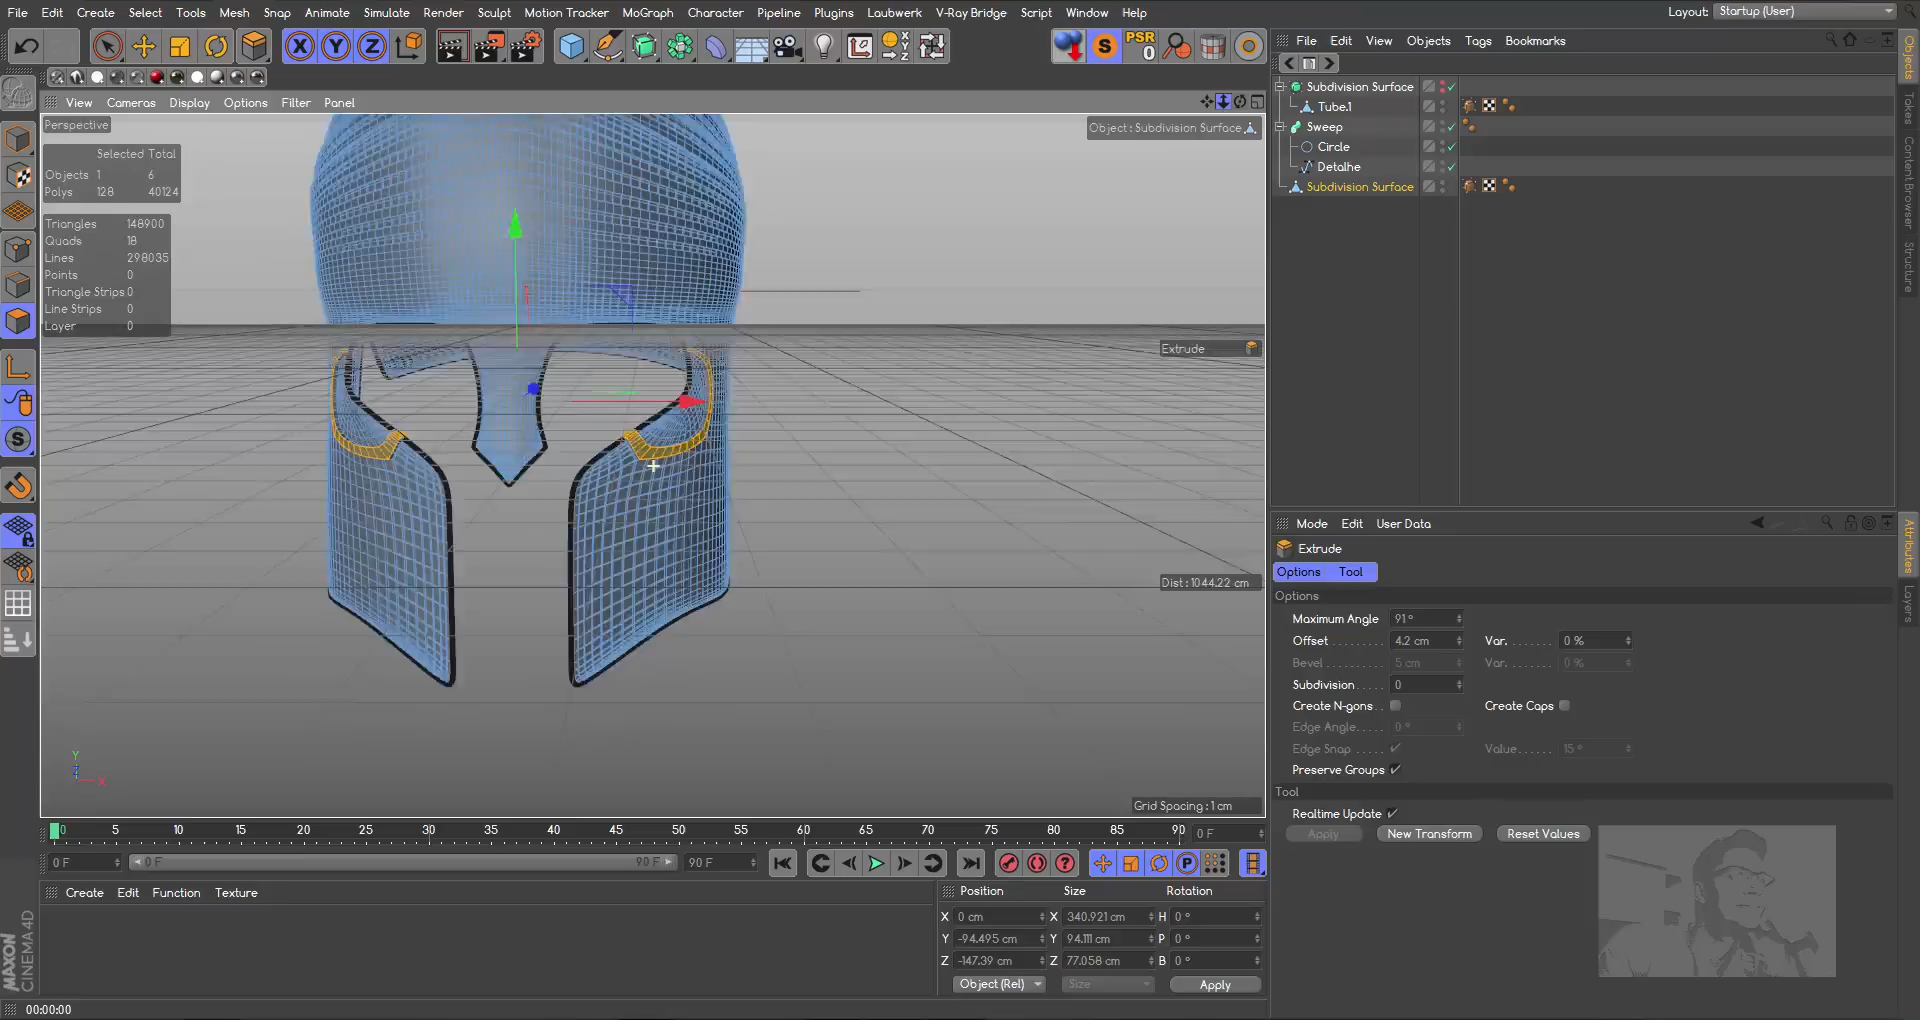 File Edit Create Select Tools Mesh Snap Animate Simulate Render Sculpt Motion Tracker MoGraph Character Pipeline Plugins Laubwerk V-Ray Bridge Script Window Help
Layout: Startup (User)
X Y Z
S PSR 0
File Edit View Objects Tags Bookmarks
View Cameras Display Options Filter Panel
Perspective
Object : Subdivision Surface
Selected Total
Objects 1 6
Polys 128 40124
Triangles 148900
Quads 18
Lines 298035
Points 0
Triangle Strips 0
Line Strips 0
Layer 0
Extrude
Dist : 1044.22 cm
Grid Spacing : 1 cm
Y
Z
X
Subdivision Surface
Tube.1
Sweep
Circle
Detalhe
Subdivision Surface
Objects
Takes
Content Browser
Structure
Mode Edit User Data
Extrude
Options Tool
Options
Maximum Angle 91 °
Offset 4.2 cm Var. 0 %
Bevel 5 cm Var. 0 %
Subdivision 0
Create N-gons Create Caps
Edge Angle 0 °
Edge Snap Value 15 °
Preserve Groups
Tool
Realtime Update
Apply New Transform Reset Values
Attributes
Layers
0 5 10 15 20 25 30 35 40 45 50 55 60 65 70 75 80 85 90 0 F
0 F 0 F 90 F 90 F
Create Edit Function Texture
Position Size Rotation
X 0 cm X 340.921 cm H 0 °
Y -94.495 cm Y 94.111 cm P 0 °
Z -147.39 cm Z 77.058 cm B 0 °
Object (Rel) Size Apply
MAXON
CINEMA 4D
00:00:00